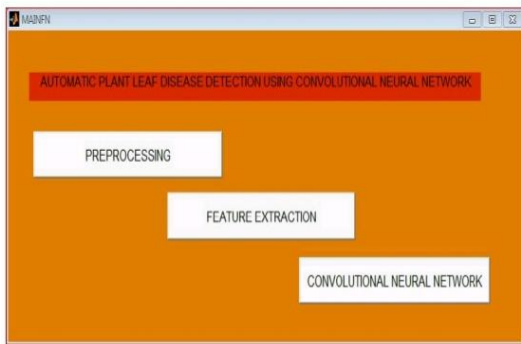 MAINFN
AUTOMATIC PLANT LEAF DISEASE DETECTION USING CONVOLUTIONAL NEURAL NETWORK
PREPROCESSING
FEATURE EXTRACTION
CONVOLUTIONAL NEURAL NETWORK